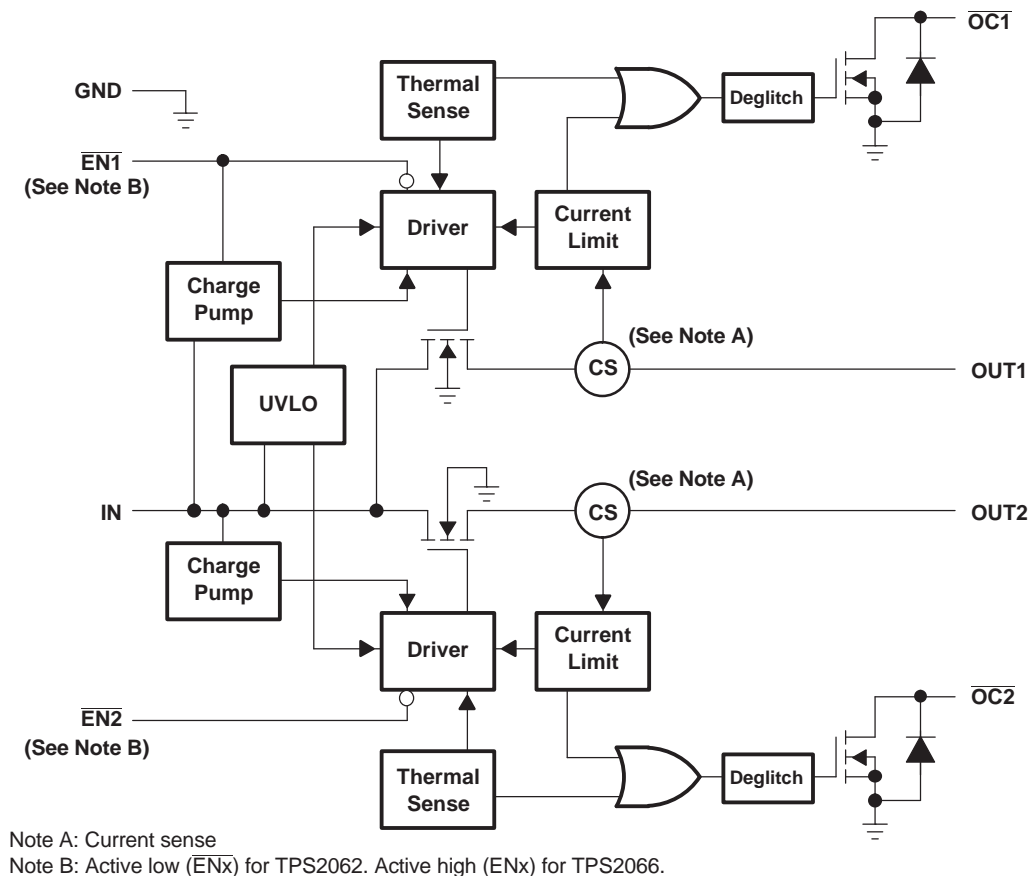 OC1
Thermal
Sense
Deglitch
GND
EN1
(See Note B)
Driver
Current
Limit
Charge
Pump
(See Note A)
CS
OUT1
UVLO
(See Note A)
IN
CS
OUT2
Charge
Pump
Driver
Current
Limit
OC2
EN2
(See Note B)
Thermal
Sense
Deglitch
Note A: Current sense
Note B: Active low (ENx) for TPS2062. Active high (ENx) for TPS2066.